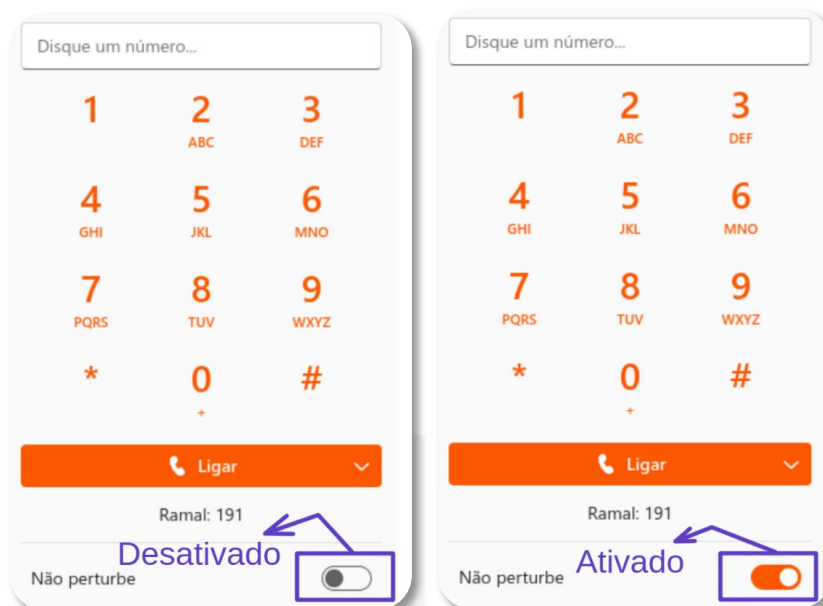 Disque um número...
1 2 3
ABC DEF
4 5 6
GHI JKL MNO
7 8 9
PQRS TUV WXYZ
* 0 #
+
Ligar
Ramal: 191
Desativado
Não perturbe
Disque um número...
1 2 3
ABC DEF
4 5 6
GHI JKL MNO
7 8 9
PQRS TUV WXYZ
* 0 #
+
Ligar
Ramal: 191
Ativado
Não perturbe